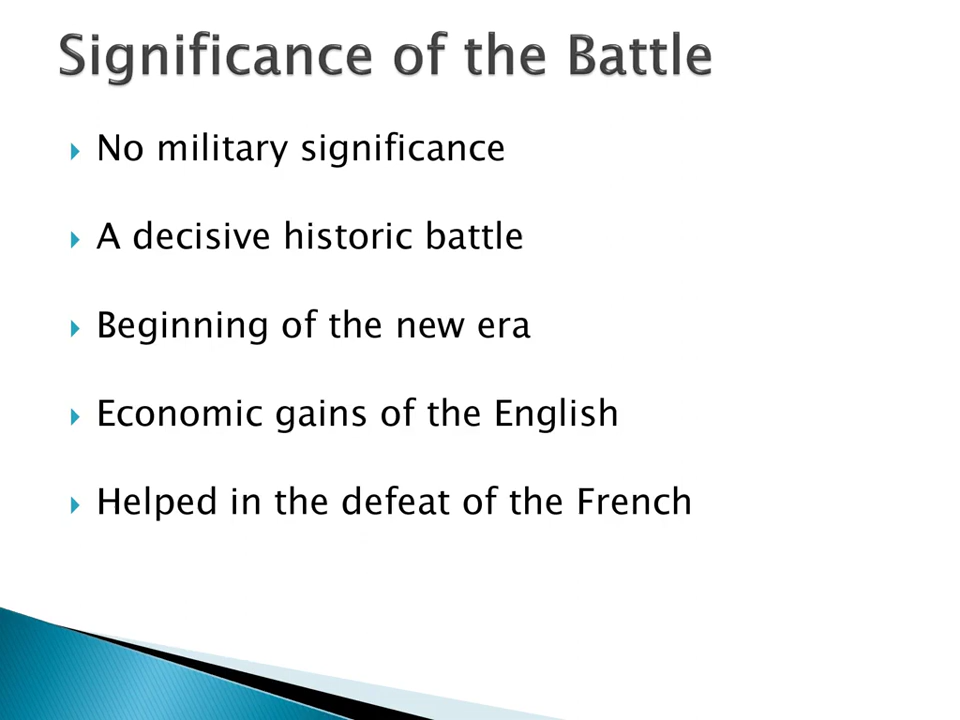 Significance of the Battle
No military significance
A decisive historic battle
Beginning of the new era
Economic gains of the English
Helped in the defeat of the French